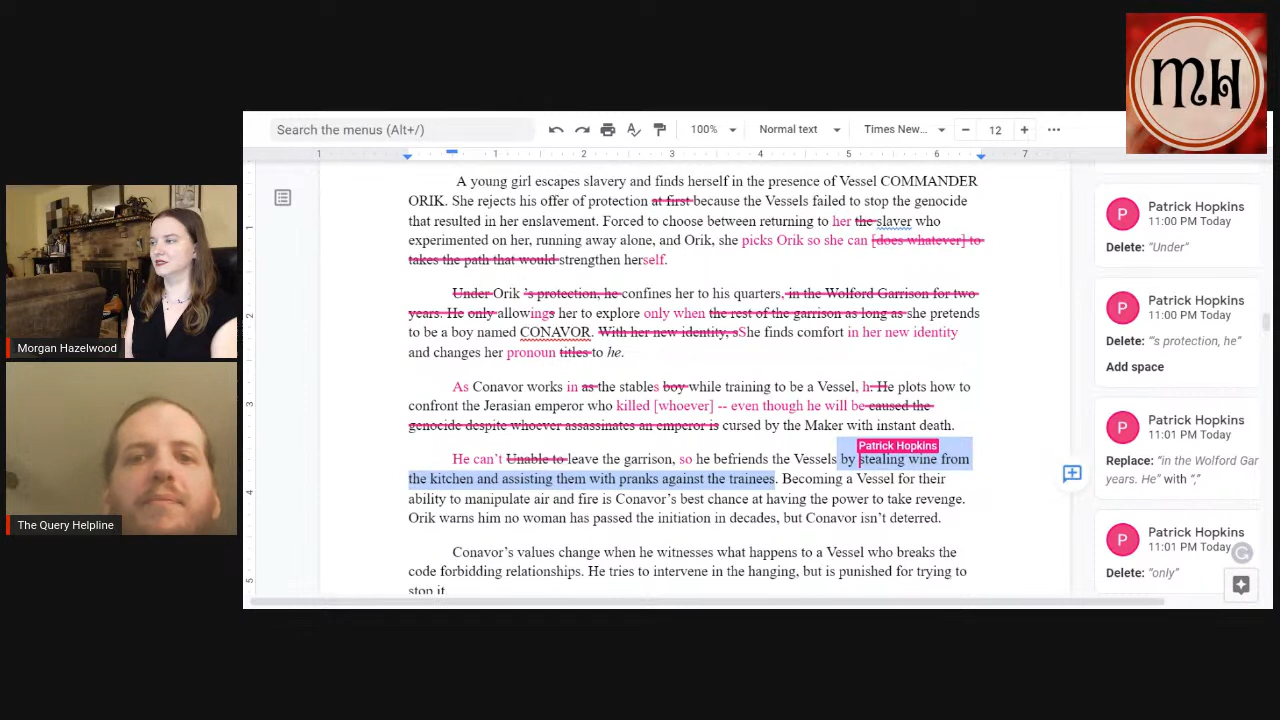 MH
Search the menus (Alt+/)
100%
Normal text
Times New...
12
1 1 2 3 4 5 6 7
A young girl escapes slavery and finds herself in the presence of Vessel COMMANDER
ORIK. She rejects his offer of protection at first because the Vessels failed to stop the genocide
that resulted in her enslavement. Forced to choose between returning to her the slaver who
experimented on her, running away alone, and Orik, she picks Orik so she can [does whatever] to
takes the path that would strengthen herself.
Under Orik 's protection, he confines her to his quarters, in the Wolford Garrison for two
years. He only allowings her to explore only when the rest of the garrison as long as she pretends
to be a boy named CONAVOR. With her new identity, sShe finds comfort in her new identity
and changes her pronoun titles to he.
As Conavor works in as the stables boy while training to be a Vessel, h. He plots how to
confront the Jerasian emperor who killed [whoever] -- even though he will be caused the
genocide despite whoever assassinates an emperor is cursed by the Maker with instant death.
Patrick Hopkins
He can't Unable to leave the garrison, so he befriends the Vessels by stealing wine from
the kitchen and assisting them with pranks against the trainees. Becoming a Vessel for their
ability to manipulate air and fire is Conavor's best chance at having the power to take revenge.
Orik warns him no woman has passed the initiation in decades, but Conavor isn't deterred.
Conavor's values change when he witnesses what happens to a Vessel who breaks the
code forbidding relationships. He tries to intervene in the hanging, but is punished for trying to
stop it.
1
2
3
4
5
P
Patrick Hopkins
11:00 PM Today
Delete: "Under"
P
Patrick Hopkins
11:00 PM Today
Delete: "'s protection, he"
Add space
P
Patrick Hopkins
11:01 PM Today
Replace: "in the Wolford Gar
years. He" with ","
P
Patrick Hopkins
11:01 PM Today
Delete: "only"
Morgan Hazelwood
The Query Helpline